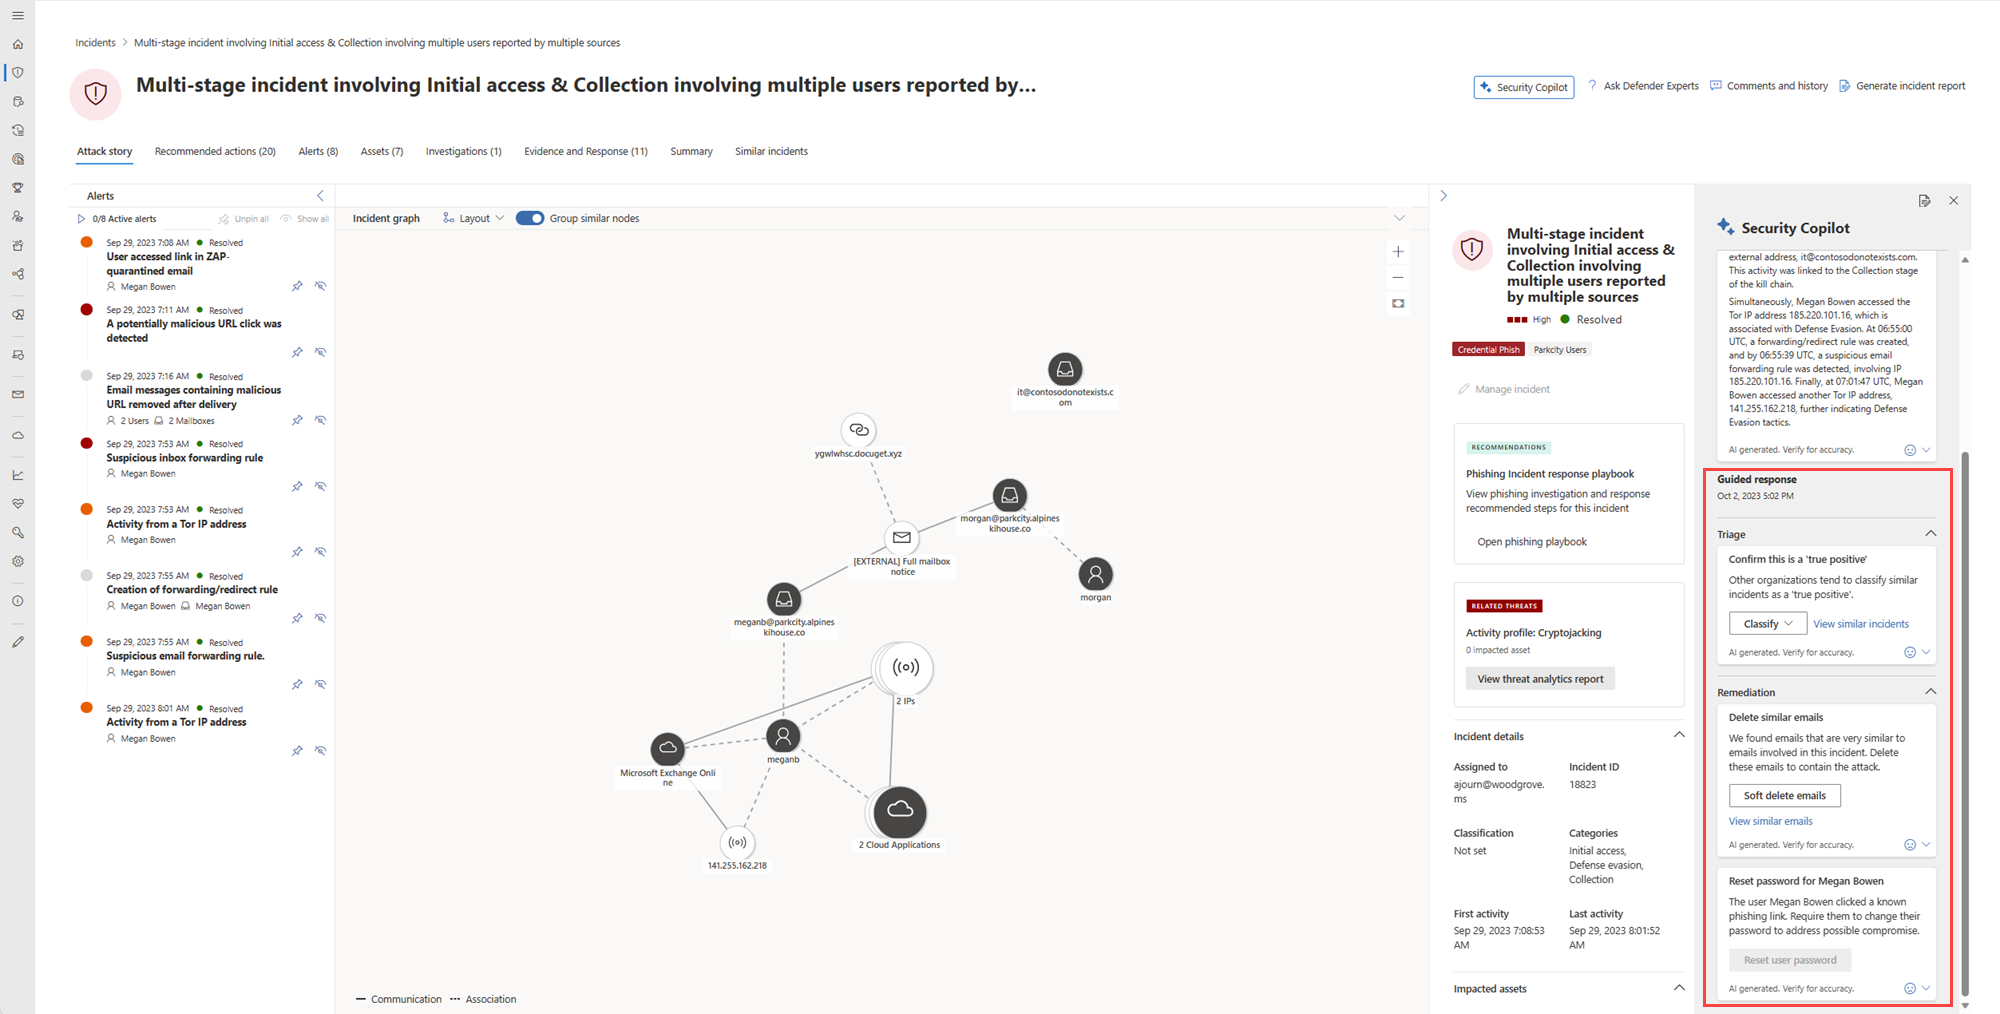 Incidents > Multi-stage incident involving Initial access & Collection involving multiple users reported by multiple sources
Multi-stage incident involving Initial access & Collection involving multiple users reported by...
Security Copilot
Ask Defender Experts
Comments and history
Generate incident report
Attack story
Recommended actions (20)
Alerts (8)
Assets (7)
Investigations (1)
Evidence and Response (11)
Summary
Similar incidents
Alerts
0/8 Active alerts
Unpin all
Show all
Sep 29, 2023 7:08 AM Resolved
User accessed link in ZAP-
quarantined email
Megan Bowen
Sep 29, 2023 7:11 AM Resolved
A potentially malicious URL click was
detected
Sep 29, 2023 7:16 AM Resolved
Email messages containing malicious
URL removed after delivery
2 Users 2 Mailboxes
Sep 29, 2023 7:53 AM Resolved
Suspicious inbox forwarding rule
Megan Bowen
Sep 29, 2023 7:53 AM Resolved
Activity from a Tor IP address
Megan Bowen
Sep 29, 2023 7:55 AM Resolved
Creation of forwarding/redirect rule
Megan Bowen Megan Bowen
Sep 29, 2023 7:55 AM Resolved
Suspicious email forwarding rule.
Megan Bowen
Sep 29, 2023 8:01 AM Resolved
Activity from a Tor IP address
Megan Bowen
Incident graph
Layout
Group similar nodes
it@contosodonotexists.c
om
ygwlwhsc.docuget.xyz
morgan@parkcity.alpines
kihouse.co
[EXTERNAL] Full mailbox
notice
morgan
meganb@parkcity.alpines
kihouse.co
2 IPs
meganb
Microsoft Exchange Onli
ne
2 Cloud Applications
141.255.162.218
Communication
Association
Multi-stage incident
involving Initial access &
Collection involving
multiple users reported
by multiple sources
High Resolved
Credential Phish
Parkcity Users
Manage incident
RECOMMENDATIONS
Phishing Incident response playbook
View phishing investigation and response
recommended steps for this incident
Open phishing playbook
RELATED THREATS
Activity profile: Cryptojacking
0 impacted asset
View threat analytics report
Incident details
Assigned to
ajourn@woodgrove.
ms
Incident ID
18823
Classification
Not set
Categories
Initial access,
Defense evasion,
Collection
First activity
Sep 29, 2023 7:08:53
AM
Last activity
Sep 29, 2023 8:01:52
AM
Impacted assets
Security Copilot
external address, it@contosodonotexists.com.
This activity was linked to the Collection stage
of the kill chain.
Simultaneously, Megan Bowen accessed the
Tor IP address 185.220.101.16, which is
associated with Defense Evasion. At 06:55:00
UTC, a forwarding/redirect rule was created,
and by 06:55:39 UTC, a suspicious email
forwarding rule was detected, involving IP
185.220.101.16. Finally, at 07:01:47 UTC, Megan
Bowen accessed another Tor IP address,
141.255.162.218, further indicating Defense
Evasion tactics.
AI generated. Verify for accuracy.
Guided response
Oct 2, 2023 5:02 PM
Triage
Confirm this is a 'true positive'
Other organizations tend to classify similar
incidents as a 'true positive'.
Classify
View similar incidents
AI generated. Verify for accuracy.
Remediation
Delete similar emails
We found emails that are very similar to
emails involved in this incident. Delete
these emails to contain the attack.
Soft delete emails
View similar emails
AI generated. Verify for accuracy.
Reset password for Megan Bowen
The user Megan Bowen clicked a known
phishing link. Require them to change their
password to address possible compromise.
Reset user password
AI generated. Verify for accuracy.